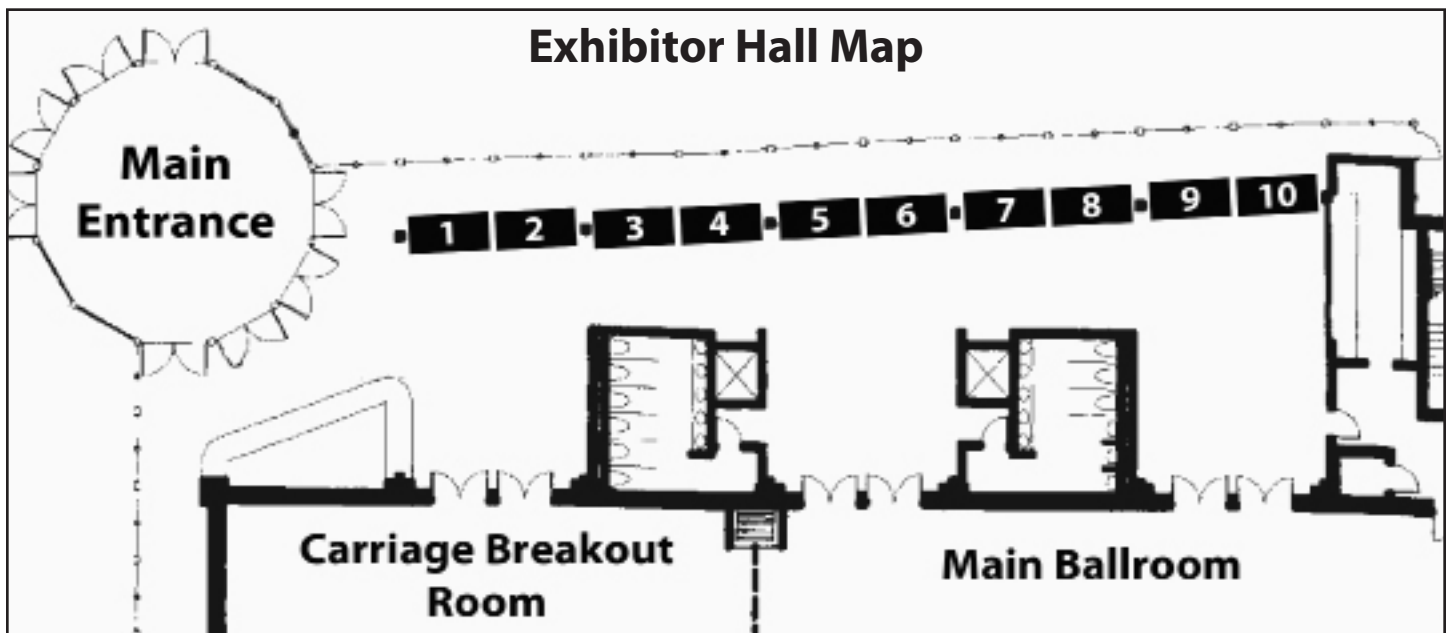 Exhibitor Hall Map
Main
Entrance
1 2 3 4 5 6 7 8 9 10
Carriage Breakout
Room
Main Ballroom